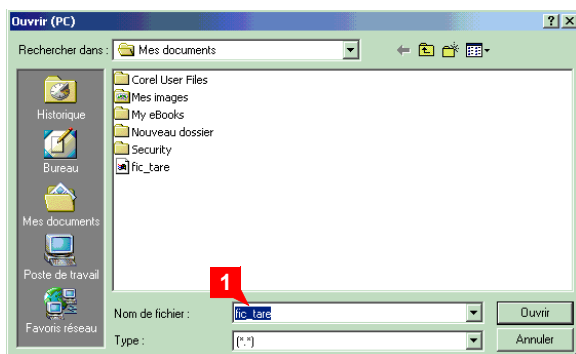 Ouvrir (PC)
Rechercher dans : Mes documents
Historique
Bureau
Mes documents
Poste de travail
Favoris réseau
Corel User Files
Mes images
My eBooks
Nouveau dossier
Security
fic_tare
1
Nom de fichier : fic_tare Ouvrir
Type : (*.*) Annuler